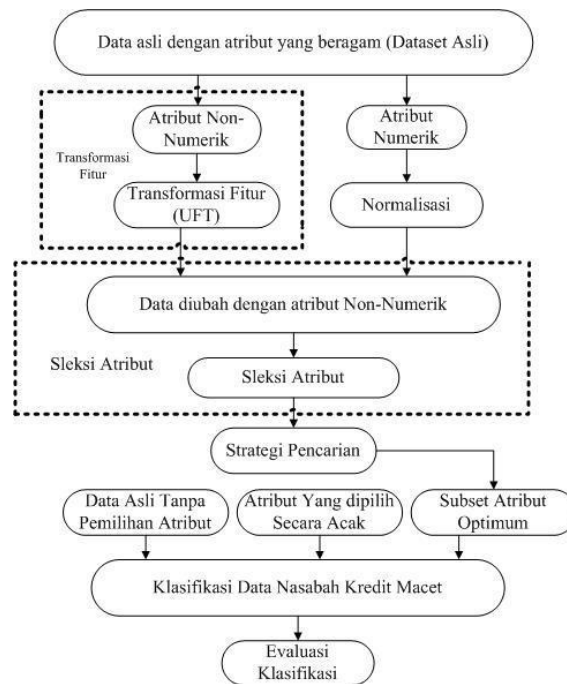 Data asli dengan atribut yang beragam (Dataset Asli)
Atribut Non-
Numerik
Atribut
Numerik
Transformasi
Fitur
Transformasi Fitur
(UFT)
Normalisasi
Data diubah dengan atribut Non-Numerik
Sleksi Atribut
Sleksi Atribut
Strategi Pencarian
Data Asli Tanpa
Pemilihan Atribut
Atribut Yang dipilih
Secara Acak
Subset Atribut
Optimum
Klasifikasi Data Nasabah Kredit Macet
Evaluasi
Klasifikasi